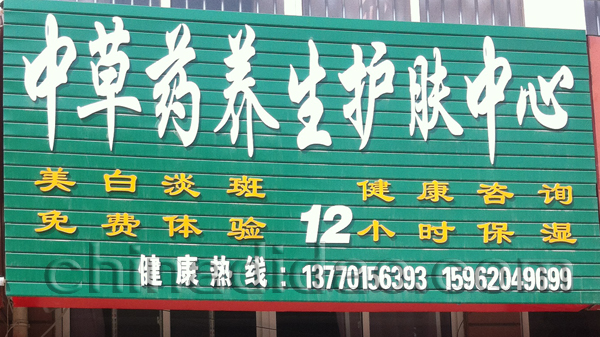 中草药养生护肤中心
美白淡斑 健康咨询
免费体验 12小时保湿
健康热线：13770156393 15962049699